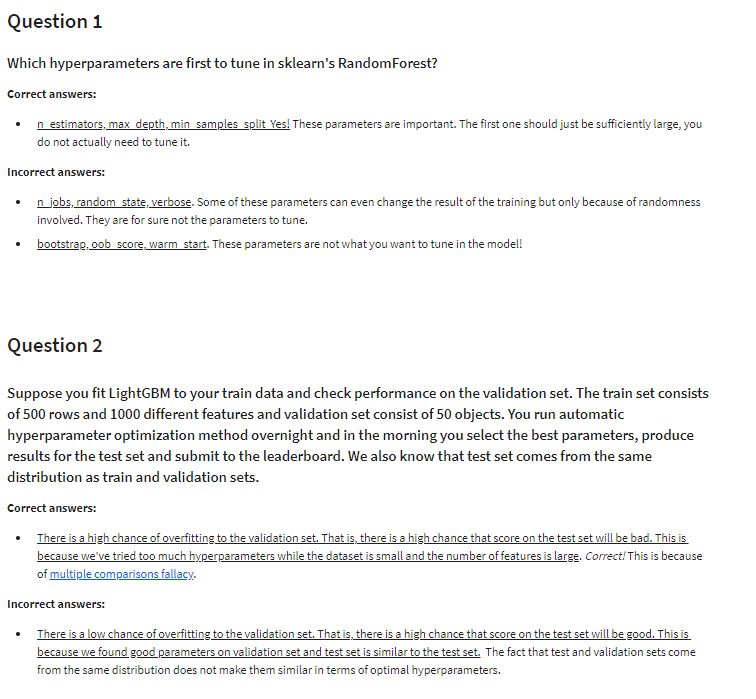 Question 1
Which hyperparameters are first to tune in sklearn's RandomForest?
Correct answers:
• n_estimators, max_depth, min_samples_split Yes! These parameters are important. The first one should just be sufficiently large, you
do not actually need to tune it.
Incorrect answers:
• n_jobs, random_state, verbose. Some of these parameters can even change the result of the training but only because of randomness
involved. They are for sure not the parameters to tune.
• bootstrap, oob_score, warm_start. These parameters are not what you want to tune in the model!
Question 2
Suppose you fit LightGBM to your train data and check performance on the validation set. The train set consists
of 500 rows and 1000 different features and validation set consist of 50 objects. You run automatic
hyperparameter optimization method overnight and in the morning you select the best parameters, produce
results for the test set and submit to the leaderboard. We also know that test set comes from the same
distribution as train and validation sets.
Correct answers:
• There is a high chance of overfitting to the validation set. That is, there is a high chance that score on the test set will be bad. This is
because we've tried too much hyperparameters while the dataset is small and the number of features is large. Correct! This is because
of multiple comparisons fallacy.
Incorrect answers:
• There is a low chance of overfitting to the validation set. That is, there is a high chance that score on the test set will be good. This is
because we found good parameters on validation set and test set is similar to the test set. The fact that test and validation sets come
from the same distribution does not make them similar in terms of optimal hyperparameters.